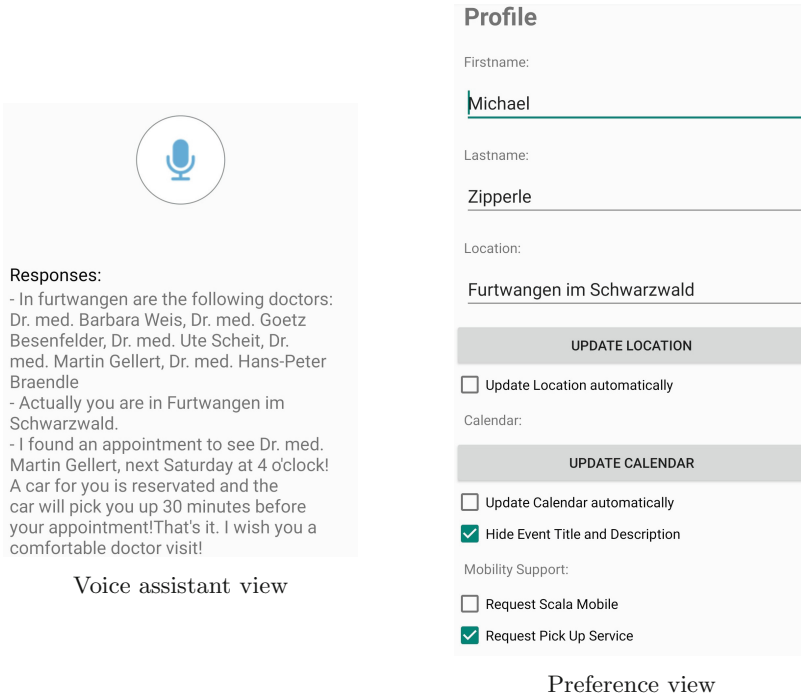 Responses:
- In furtwangen are the following doctors:
Dr. med. Barbara Weis, Dr. med. Goetz
Besenfelder, Dr. med. Ute Scheit, Dr.
med. Martin Gellert, Dr. med. Hans-Peter
Braendle
- Actually you are in Furtwangen im
Schwarzwald.
- I found an appointment to see Dr. med.
Martin Gellert, next Saturday at 4 o'clock!
A car for you is reservated and the
car will pick you up 30 minutes before
your appointment!That's it. I wish you a
comfortable doctor visit!
Voice assistant view
Profile
Firstname:
Michael
Lastname:
Zipperle
Location:
Furtwangen im Schwarzwald
UPDATE LOCATION
Update Location automatically
Calendar:
UPDATE CALENDAR
Update Calendar automatically
Hide Event Title and Description
Mobility Support:
Request Scala Mobile
Request Pick Up Service
Preference view